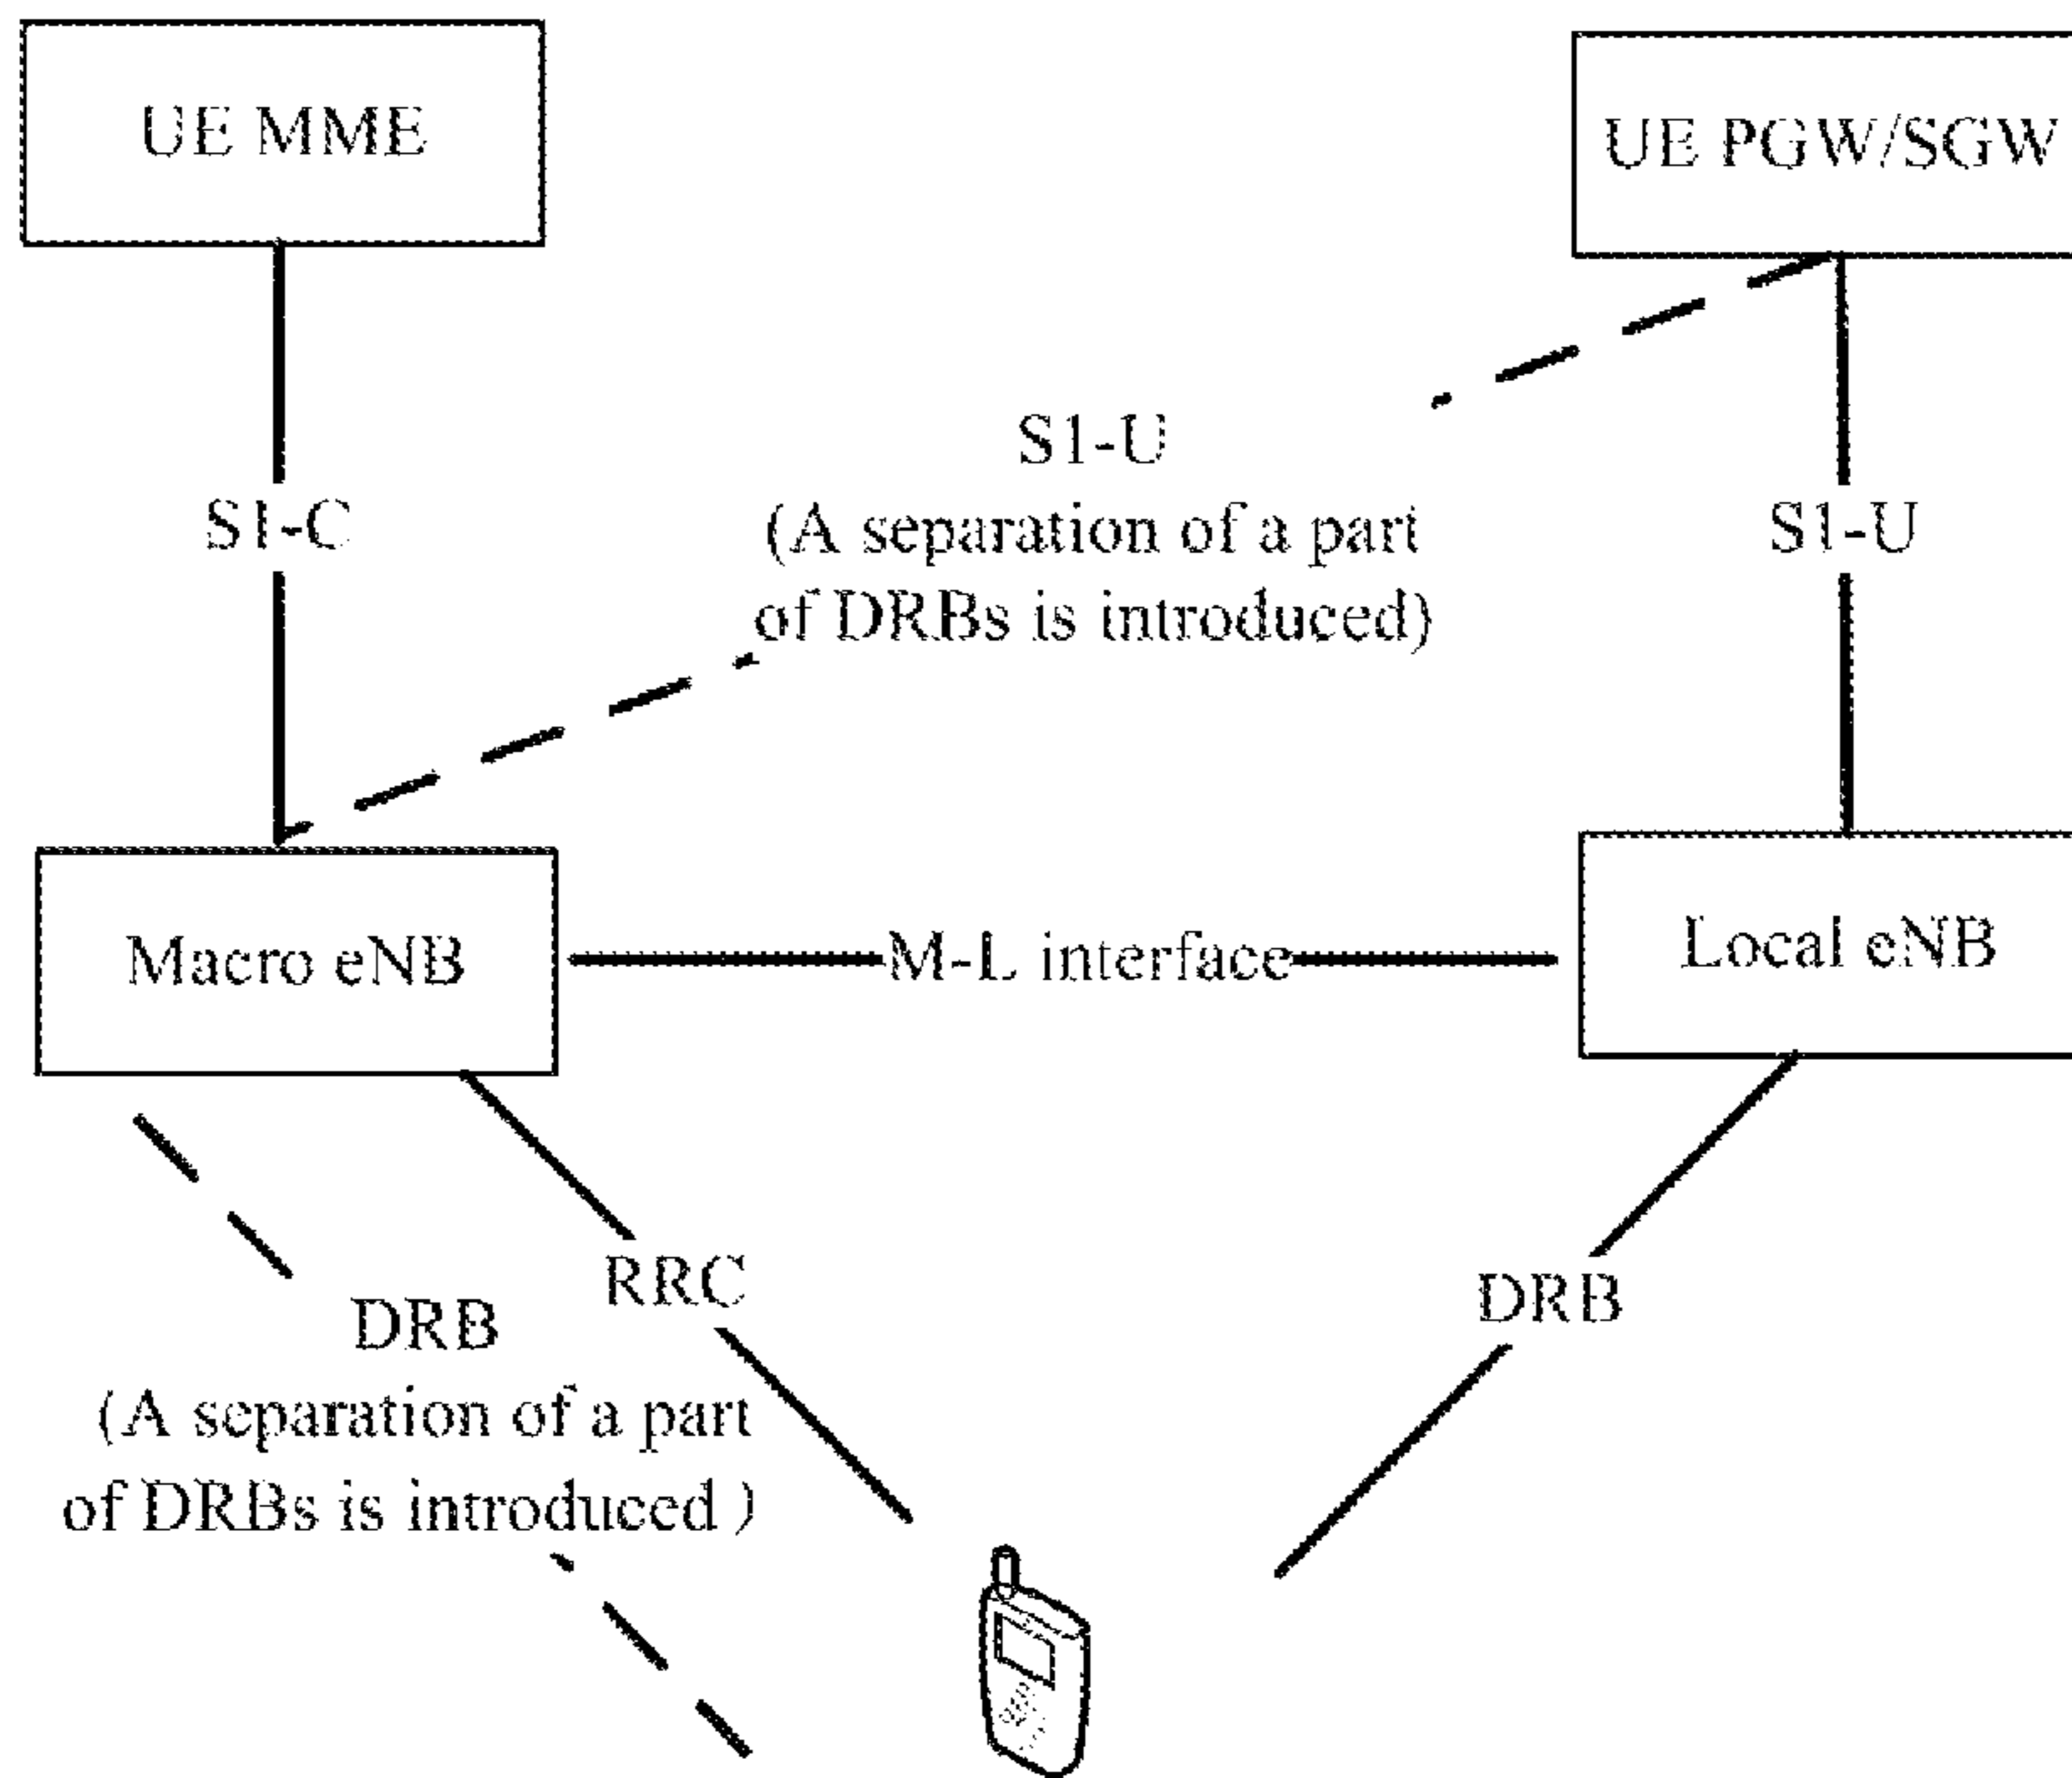 UE MME
UE PGW/SGW
S1-C
S1-U
(A separation of a part
of DRBs is introduced)
S1-U
Macro eNB
M-L interface
Local eNB
RRC
DRB
(A separation of a part
of DRBs is introduced )
DRB